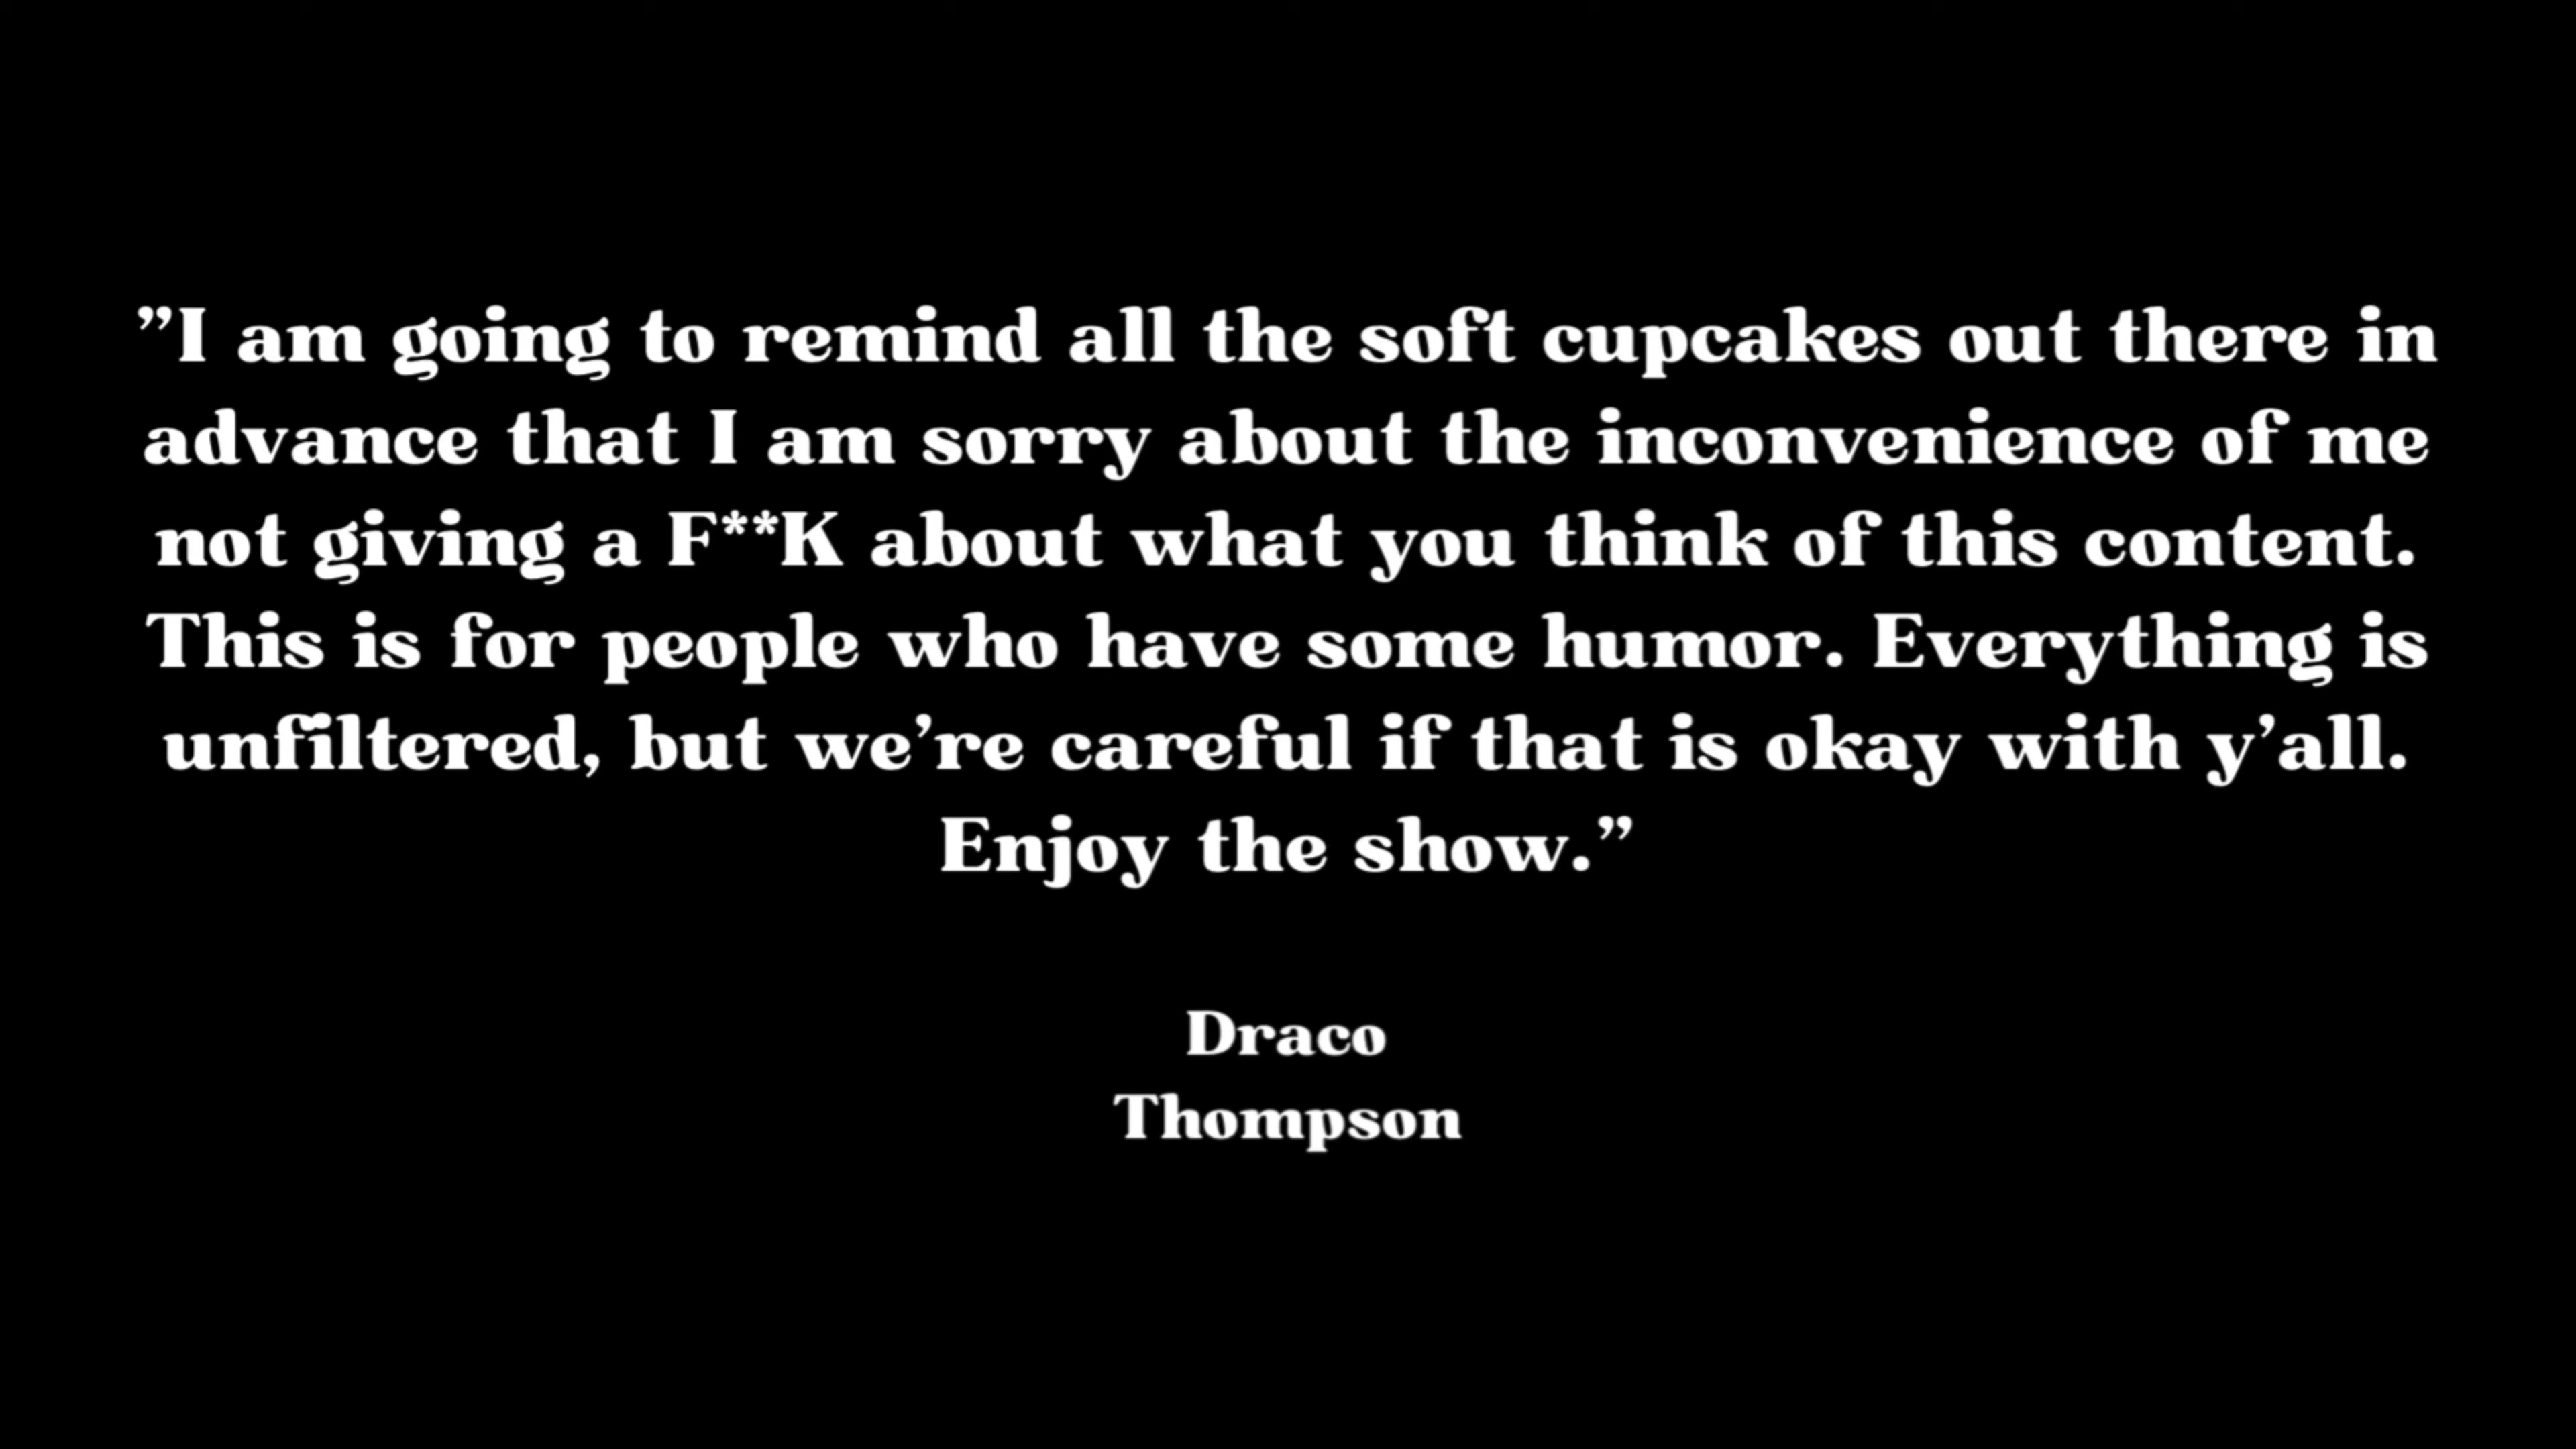 ”I am going to remind all the soft cupcakes out there in
advance that I am sorry about the inconvenience of me
not giving a F**K about what you think of this content.
This is for people who have some humor. Everything is
unfiltered, but we’re careful if that is okay with y’all.
Enjoy the show.”
Draco
Thompson